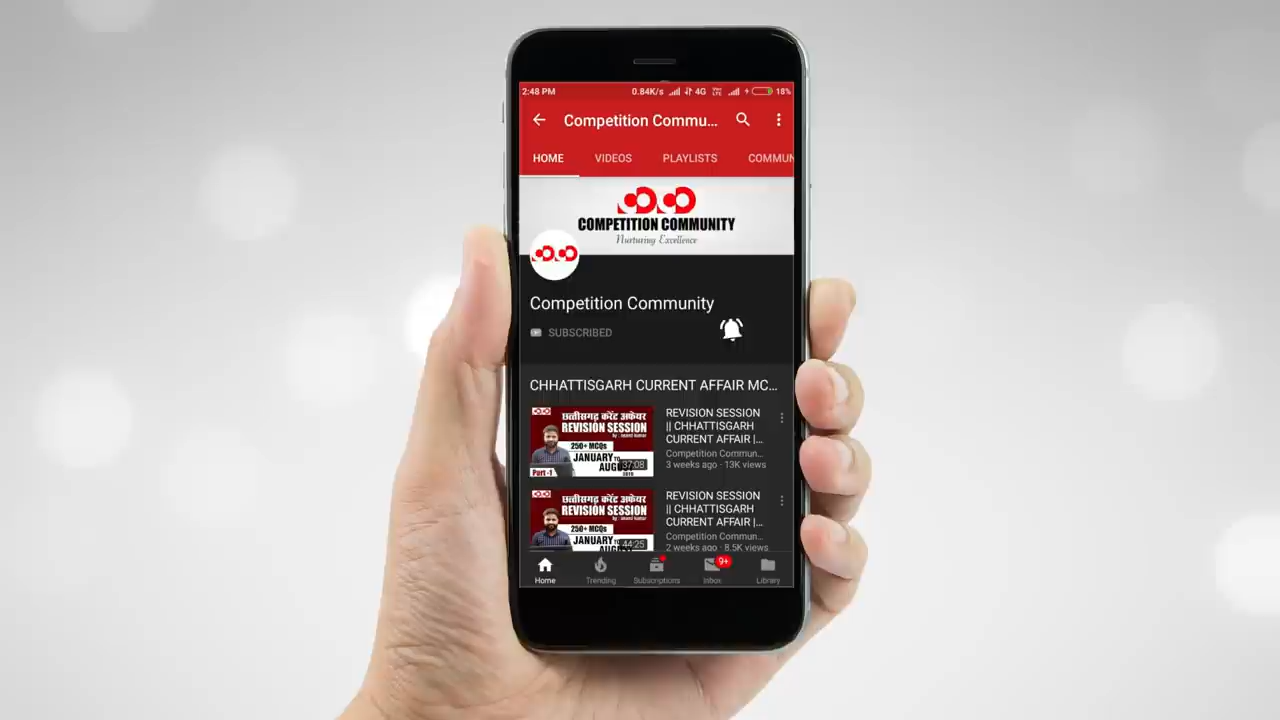 2:48 PM 0.84K/s 4G VoLTE 18%
Competition Commu...
HOME VIDEOS PLAYLISTS COMMUN
COMPETITION COMMUNITY
Nurturing Excellence
Competition Community
SUBSCRIBED
CHHATTISGARH CURRENT AFFAIR MC...
छत्तीसगढ़ करेंट अफेयर
REVISION SESSION
250+ MCQs
JANUARY TO
AUGU
Part -1
37:08
REVISION SESSION
|| CHHATTISGARH
CURRENT AFFAIR |...
Competition Commun...
3 weeks ago · 13K views
छत्तीसगढ़ करेंट अफेयर
REVISION SESSION
250+ MCQs
JANUARY TO
44:25
REVISION SESSION
|| CHHATTISGARH
CURRENT AFFAIR |...
Competition Commun...
2 weeks ago · 8.5K views
9+
Home Trending Subscriptions Inbox Library